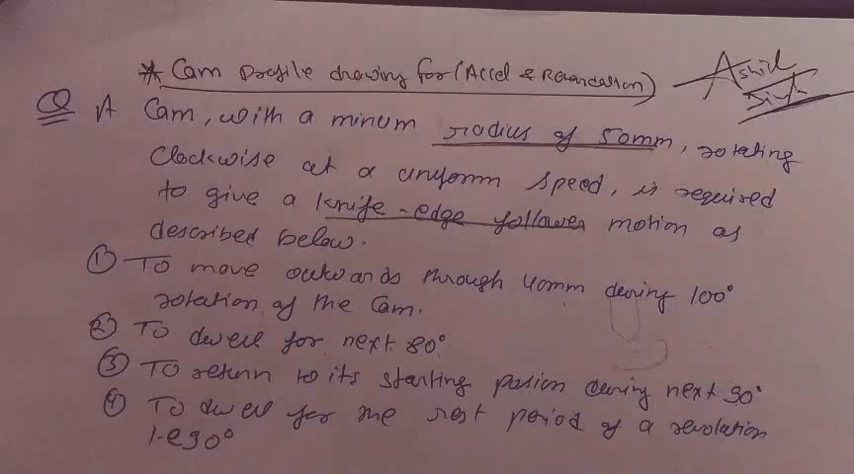 * Cam Profile drawing for (Accel & Retardation)
Ashil
Singh
Q A Cam, with a minum radius of 50mm, rotating
clockwise at a uniform speed, is required
to give a knife-edge follower motion as
described below.
① To move outwards through 40mm during 100°
rotation of the Cam.
② To dwell for next 80°
③ To return to its starting posion during next 90°
④ To dwell for the rest period of a revolution
i.e 90°